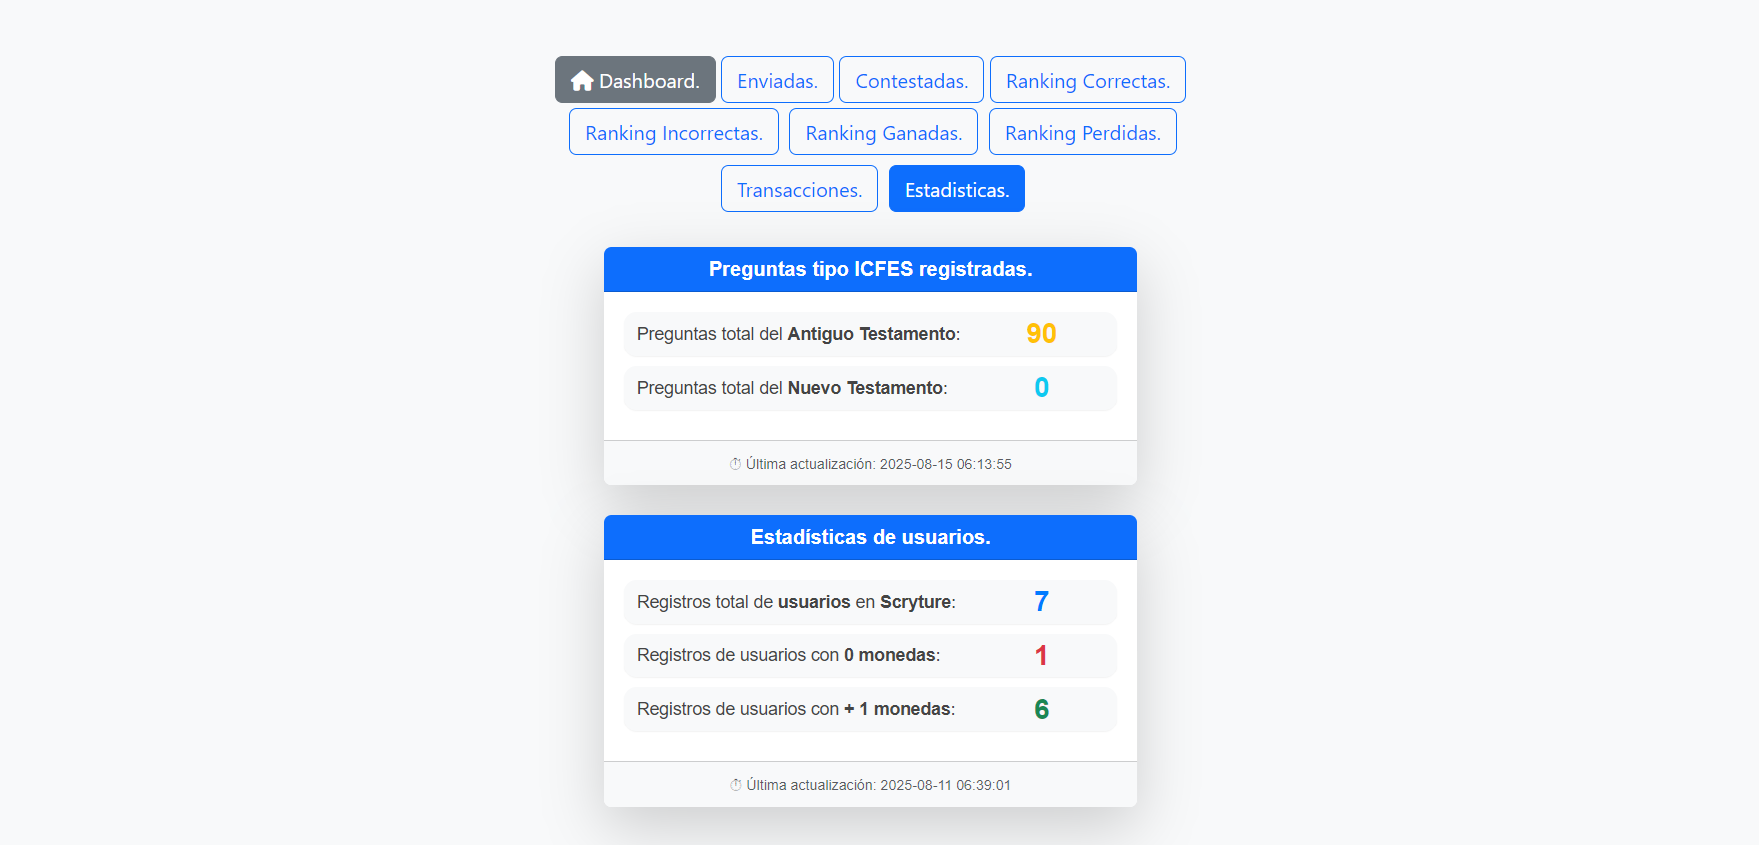 Dashboard. Enviadas. Contestadas. Ranking Correctas.
Ranking Incorrectas. Ranking Ganadas. Ranking Perdidas.
Transacciones. Estadisticas.
Preguntas tipo ICFES registradas.
Preguntas total del Antiguo Testamento: 90
Preguntas total del Nuevo Testamento: 0
⏱ Última actualización: 2025-08-15 06:13:55
Estadísticas de usuarios.
Registros total de usuarios en Scryture: 7
Registros de usuarios con 0 monedas: 1
Registros de usuarios con + 1 monedas: 6
⏱ Última actualización: 2025-08-11 06:39:01